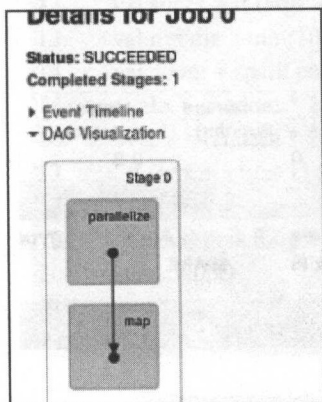 Details for Job 0
Status: SUCCEEDED
Completed Stages: 1
Event Timeline
DAG Visualization
Stage 0
parallelize
map